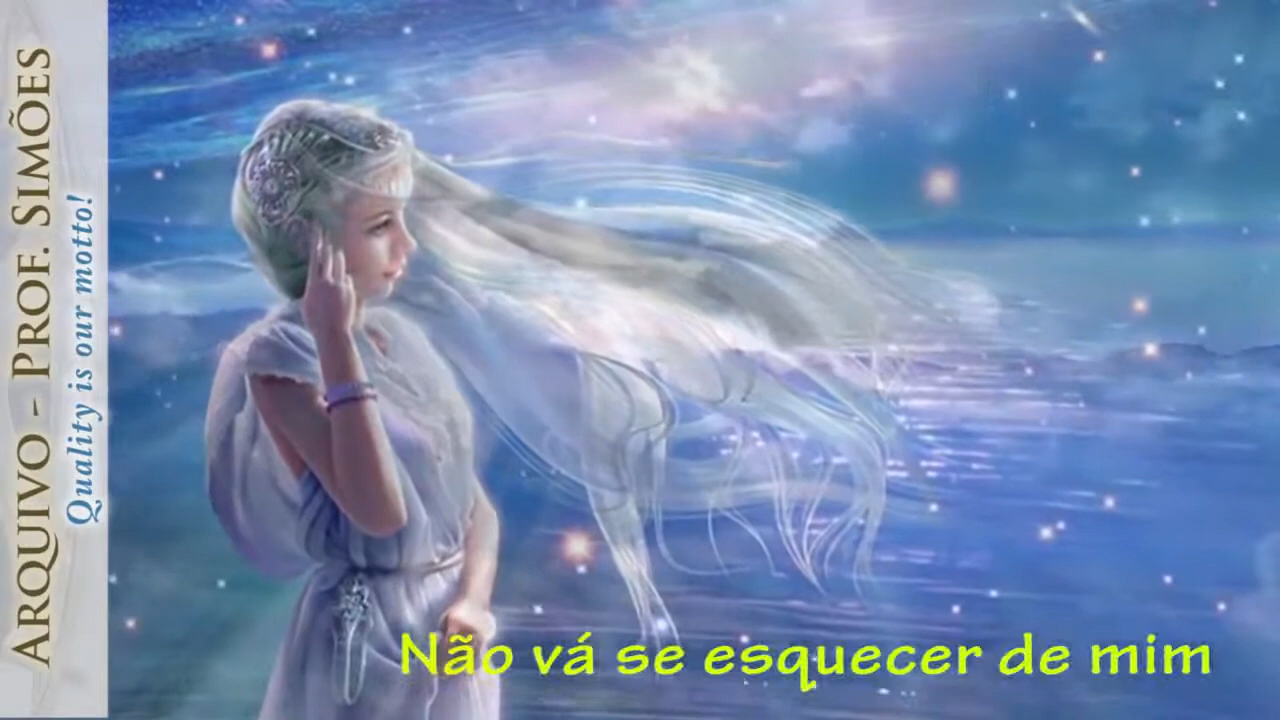 ARQUIVO - PROF. SIMÕES
Quality is our motto!
Não vá se esquecer de mim